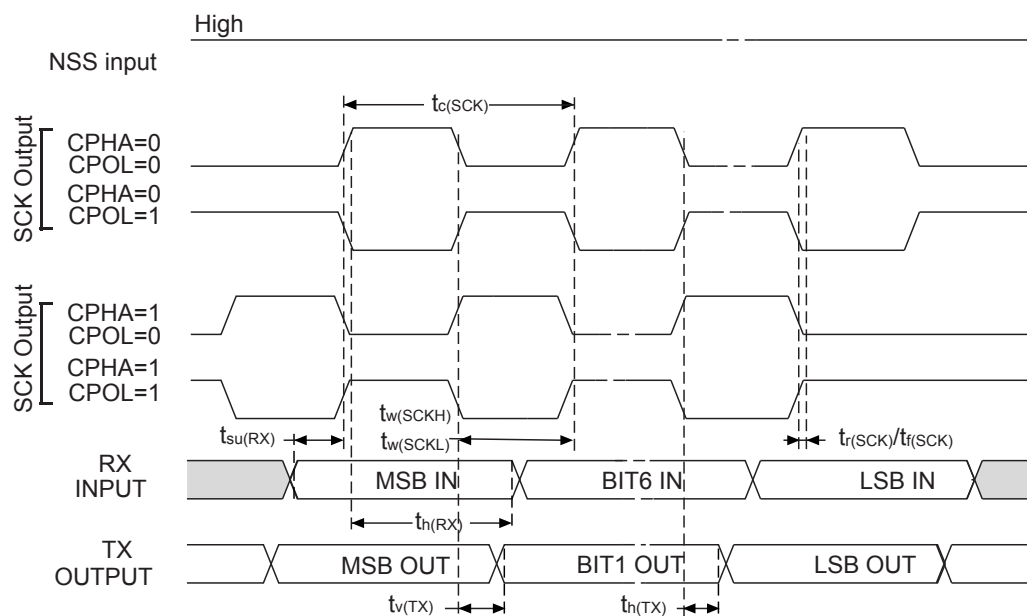 High
NSS input
tc(SCK)
SCK Output
CPHA=0
CPOL=0
CPHA=0
CPOL=1
SCK Output
CPHA=1
CPOL=0
CPHA=1
CPOL=1
tw(SCKH)
tw(SCKL)
tsu(RX)
tr(SCK)/tf(SCK)
RX
INPUT
MSB IN
BIT6 IN
LSB IN
th(RX)
TX
OUTPUT
MSB OUT
BIT1 OUT
LSB OUT
tv(TX)
th(TX)